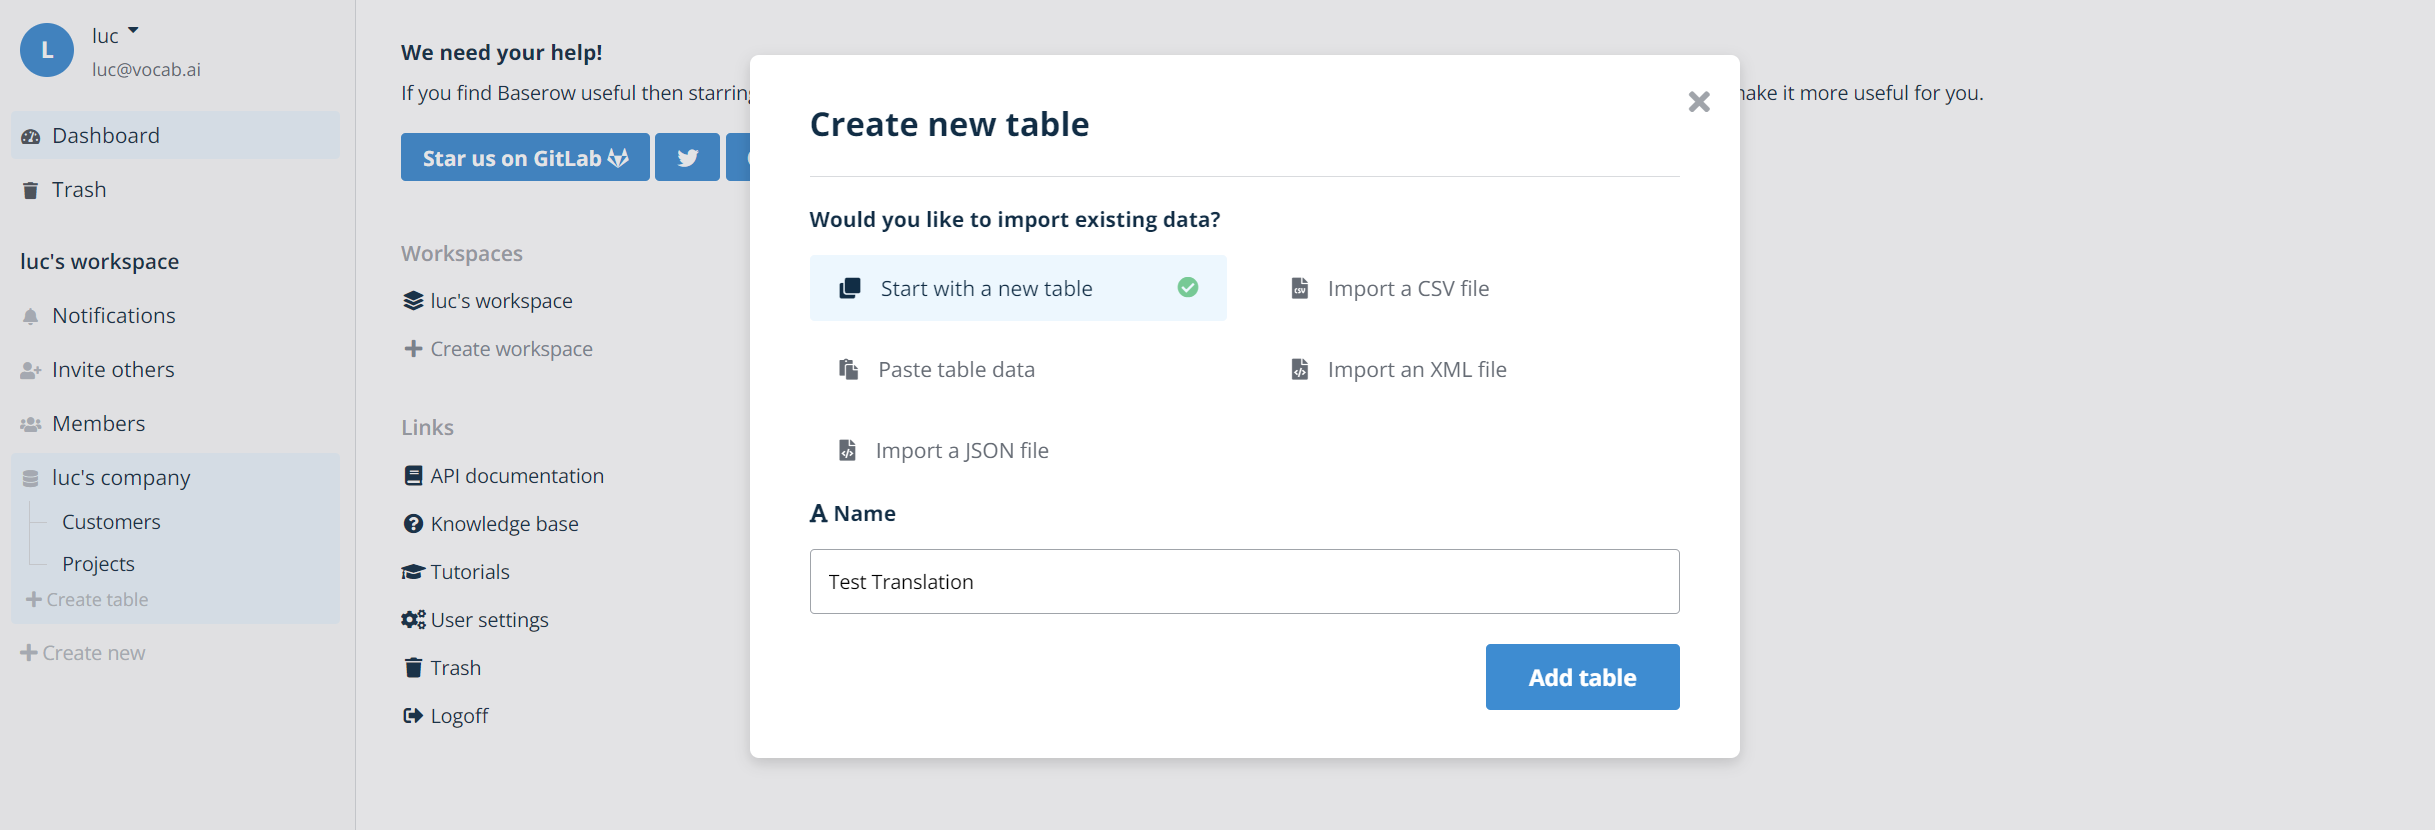 L
luc
luc@vocab.ai
Dashboard
Trash
luc's workspace
Notifications
Invite others
Members
luc's company
Customers
Projects
Create table
Create new
We need your help!
If you find Baserow useful then starring
make it more useful for you.
Star us on GitLab
Workspaces
luc's workspace
Create workspace
Links
API documentation
Knowledge base
Tutorials
User settings
Trash
Logoff
Create new table
Would you like to import existing data?
Start with a new table
Import a CSV file
Paste table data
Import an XML file
Import a JSON file
A Name
Test Translation
Add table